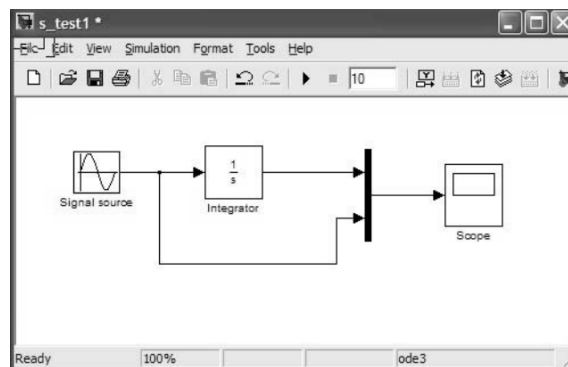 s_test1 *
File Edit View Simulation Format Tools Help
10
1
s
Signal source
Integrator
Scope
Ready 100% ode3